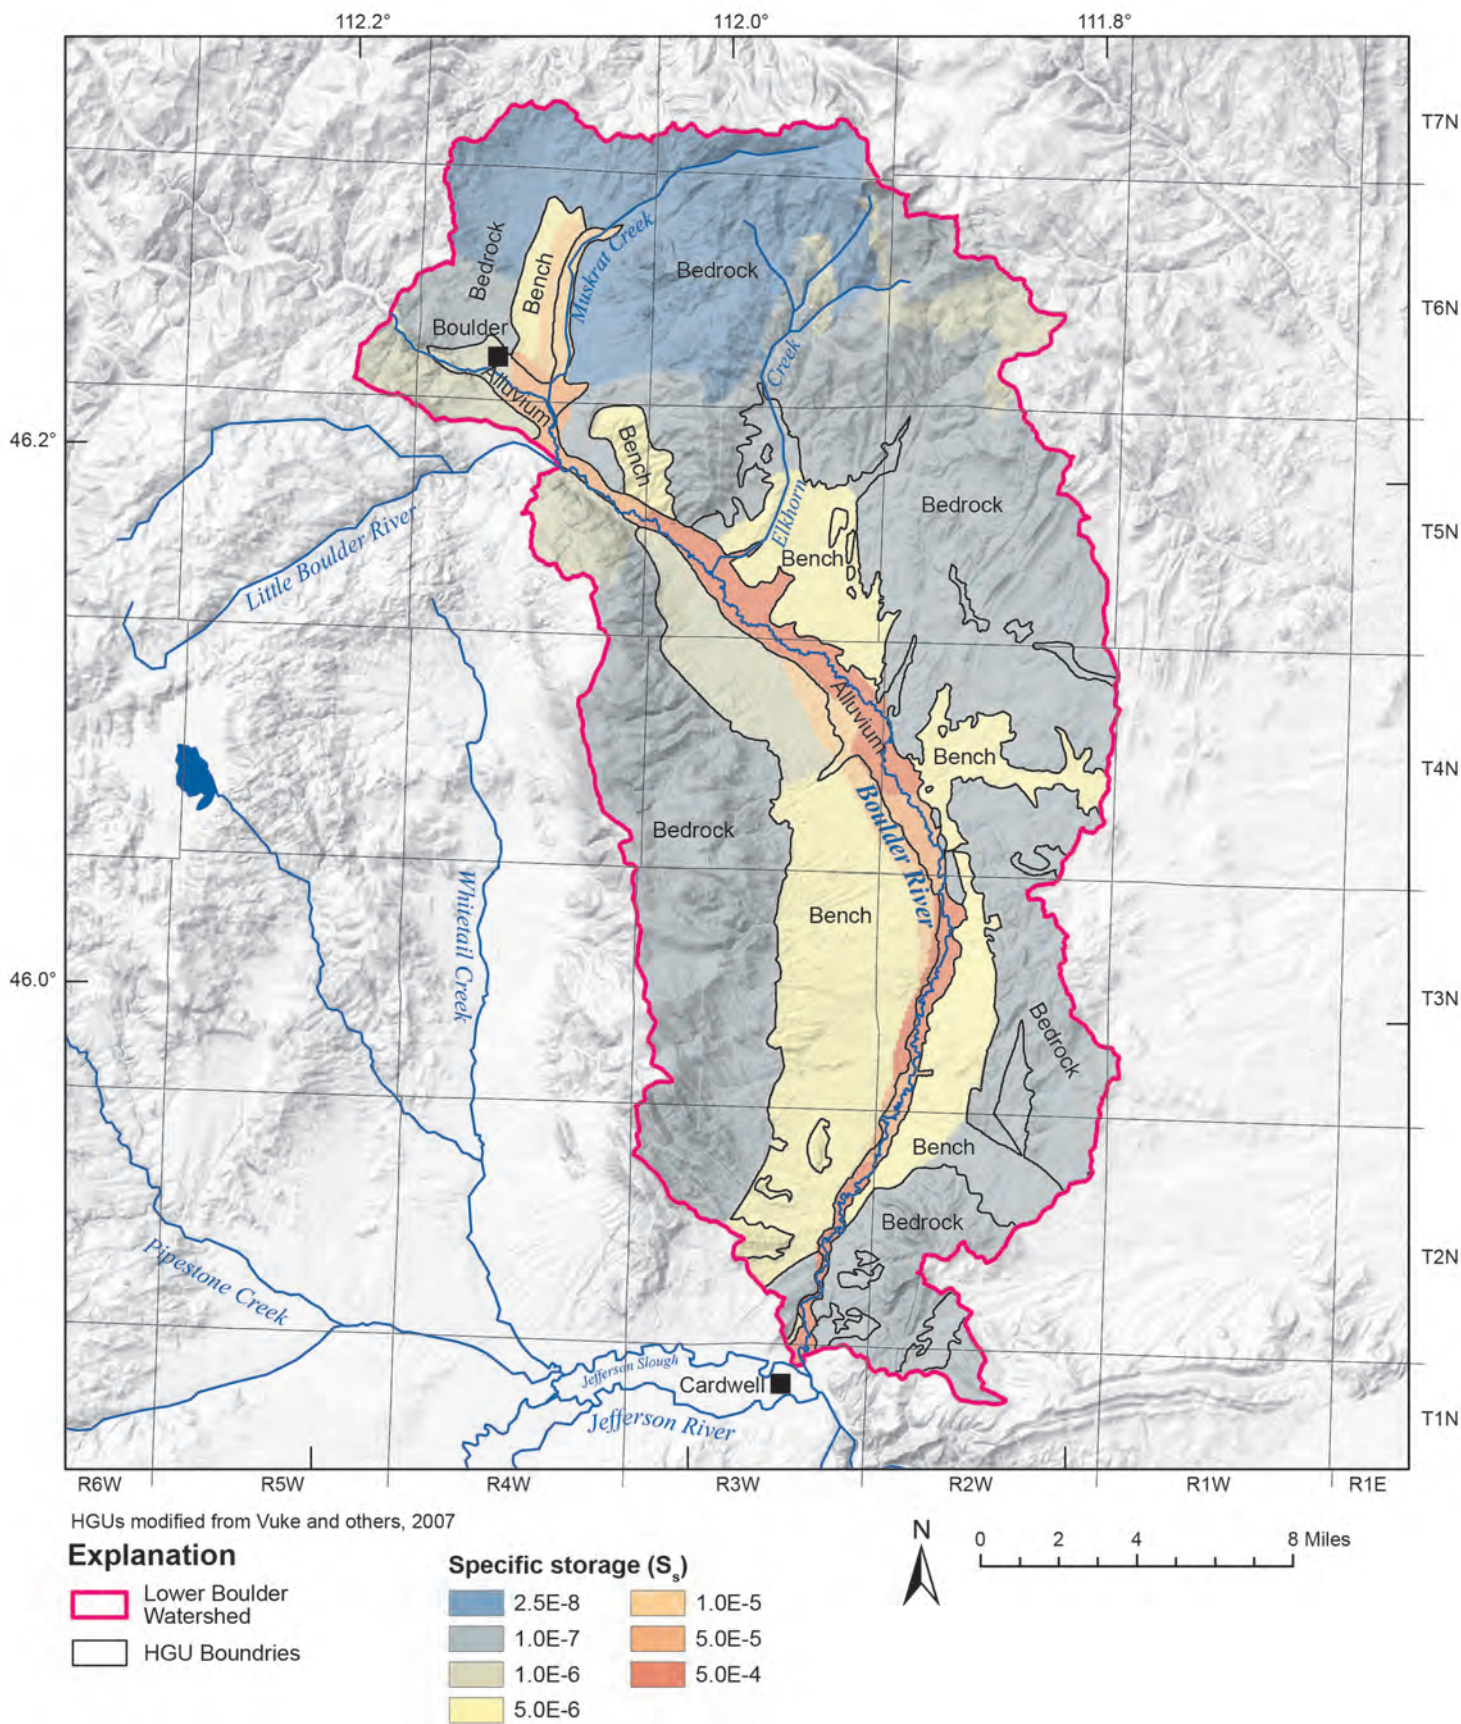 112.2°
112.0°
111.8°
T7N
Bedrock
Bench
Muskrat Creek
Bedrock
Boulder
T6N
Creek
Alluvium
46.2°
Bench
Bedrock
Elkhorn
T5N
Little Boulder River
Bench
Alluvium
Bench
T4N
Boulder River
Bedrock
Whitetail Creek
Bench
46.0°
T3N
Bedrock
Bench
Bedrock
Pipestone Creek
T2N
Jefferson Slough
Cardwell
Jefferson River
T1N
R6W
R5W
R4W
R3W
R2W
R1W
R1E
HGUs modified from Vuke and others, 2007
Explanation
Lower Boulder
Watershed
HGU Boundries
Specific storage (Ss)
2.5E-8
1.0E-7
1.0E-6
5.0E-6
1.0E-5
5.0E-5
5.0E-4
N
0 2 4 8 Miles